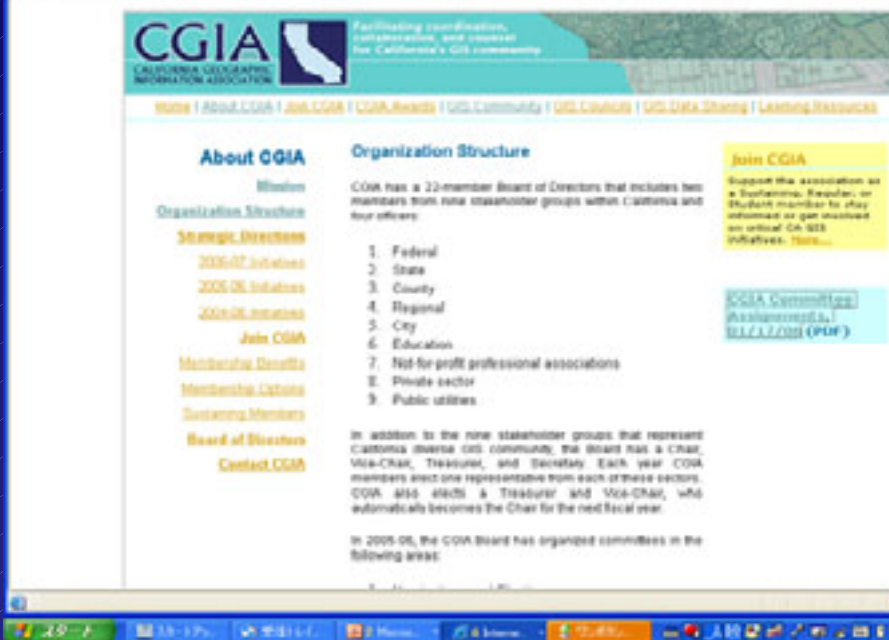 CGIA
CALIFORNIA GEOGRAPHIC
INFORMATION ASSOCIATION
Facilitating coordination,
collaboration, and counsel
for California's GIS community
Home | About CGIA | Join CGIA | CGIA Awards | GIS Community | GIS Councils | GIS Data Sharing | Learning Resources
About CGIA
Mission
Organization Structure
Strategic Directions
2006-07 Initiatives
2005-06 Initiatives
Initiatives
Join CGIA
Membership Benefits
Membership Options
Sustaining Members
Board of Directors
Contact CGIA
Organization Structure
CGIA has a 22-member Board of Directors that includes two
members from nine stakeholder groups within California and
four officers:
1. Federal
2. State
3. County
4. Regional
5. City
6. Education
7. Not-for-profit professional associations
8. Private sector
9. Public utilities
In addition to the nine stakeholder groups that represent
California diverse GIS community, the Board has a Chair,
Vice-Chair, Treasurer, and Secretary. Each year CGIA
members elect one representative from each of these sectors.
CGIA also elects a Treasurer and Vice-Chair, who
automatically becomes the Chair for the next fiscal year.
In 2005-06, the CGIA Board has organized committees in the
following areas:
Join CGIA
Support the association as
a Sustaining, Regular, or
Student member to stay
informed or get involved
on critical CA GIS
initiatives. More...
CGIA Committee
Assignments,
01/17/06 (PDF)
スタート